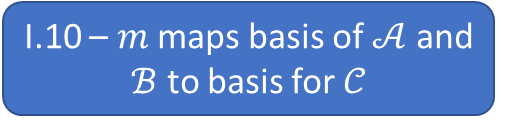 I.10 – 𝑚 maps basis of 𝒜 and
ℬ to basis for 𝒞